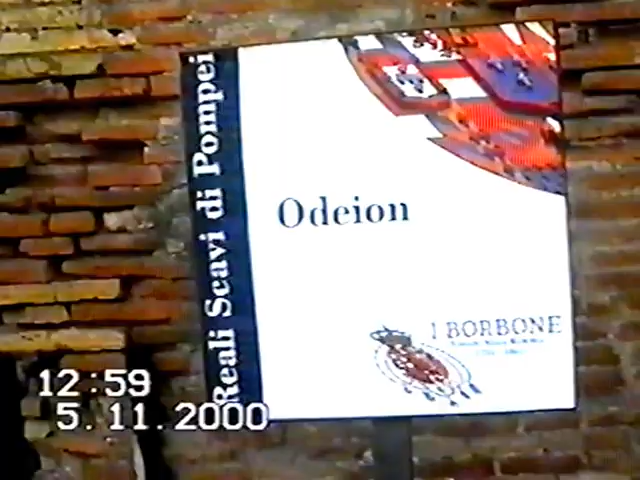 Reali Scavi di Pompei
Odeion
I BORBONE
12:59
5.11.2000